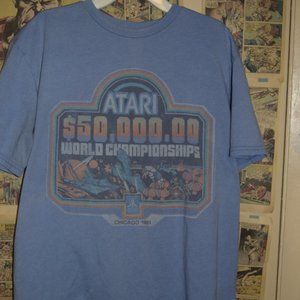 ATARI
$50,000.00
WORLD CHAMPIONSHIPS
CHICAGO 1981